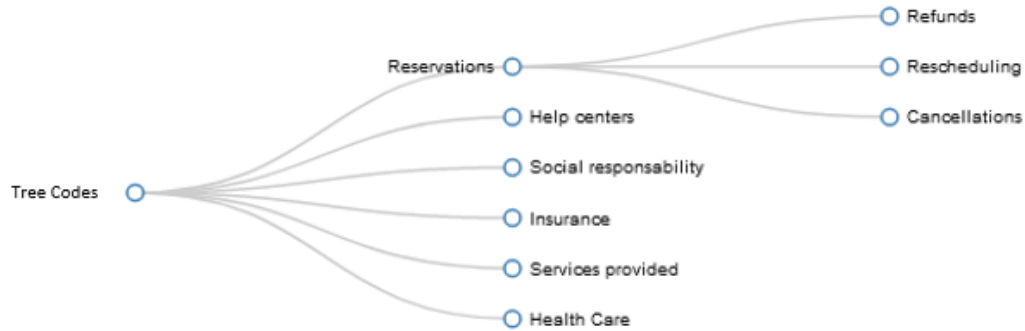 Refunds
Reservations
Rescheduling
Help centers
Cancellations
Social responsability
Tree Codes
Insurance
Services provided
Health Care